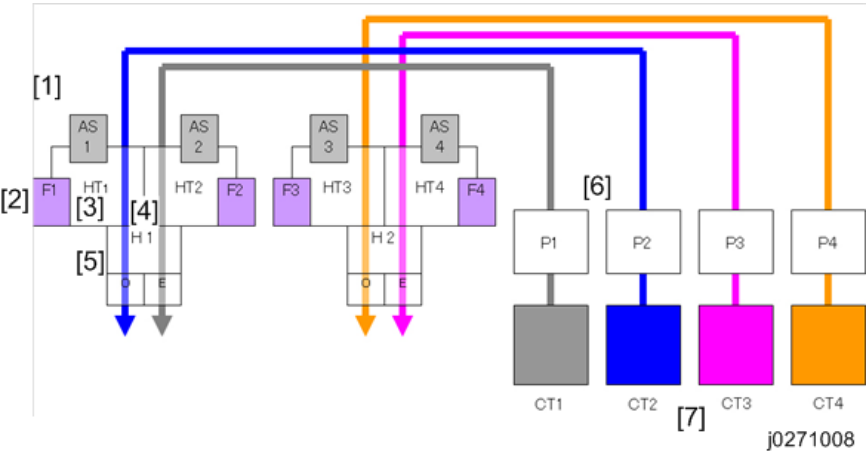 [1]
AS
1
AS
2
AS
3
AS
4
[2]
F1
HT1
HT2
F2
F3
HT3
HT4
F4
[3]
[4]
[6]
H 1
H 2
P1
P2
P3
P4
[5]
O
E
O
E
CT1
CT2
CT3
CT4
[7]
j0271008